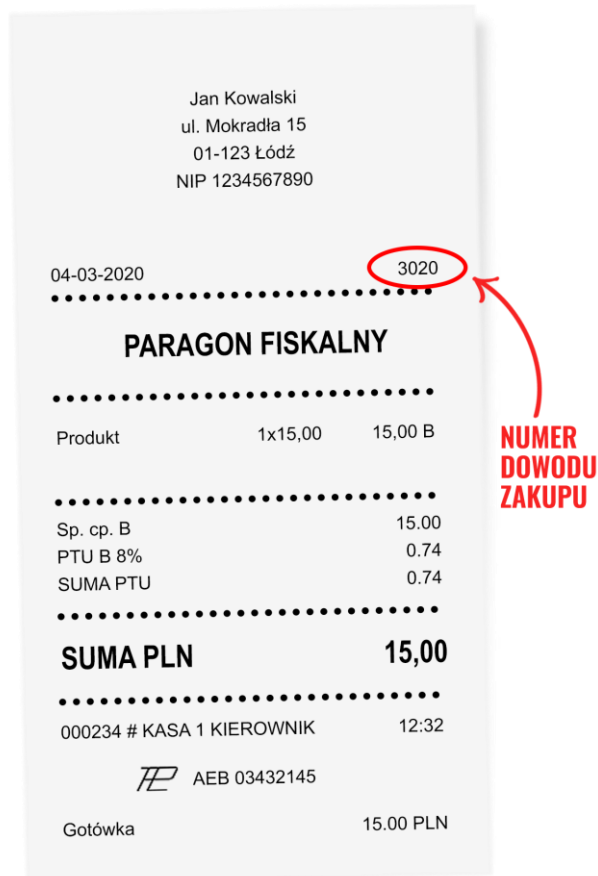 Jan Kowalski
ul. Mokradła 15
01-123 Łódź
NIP 1234567890
04-03-2020 3020
PARAGON FISKALNY
Produkt 1x15,00 15,00 B
NUMER
DOWODU
ZAKUPU
Sp. cp. B 15.00
PTU B 8% 0.74
SUMA PTU 0.74
SUMA PLN 15,00
000234 # KASA 1 KIEROWNIK 12:32
AEB 03432145
Gotówka 15.00 PLN